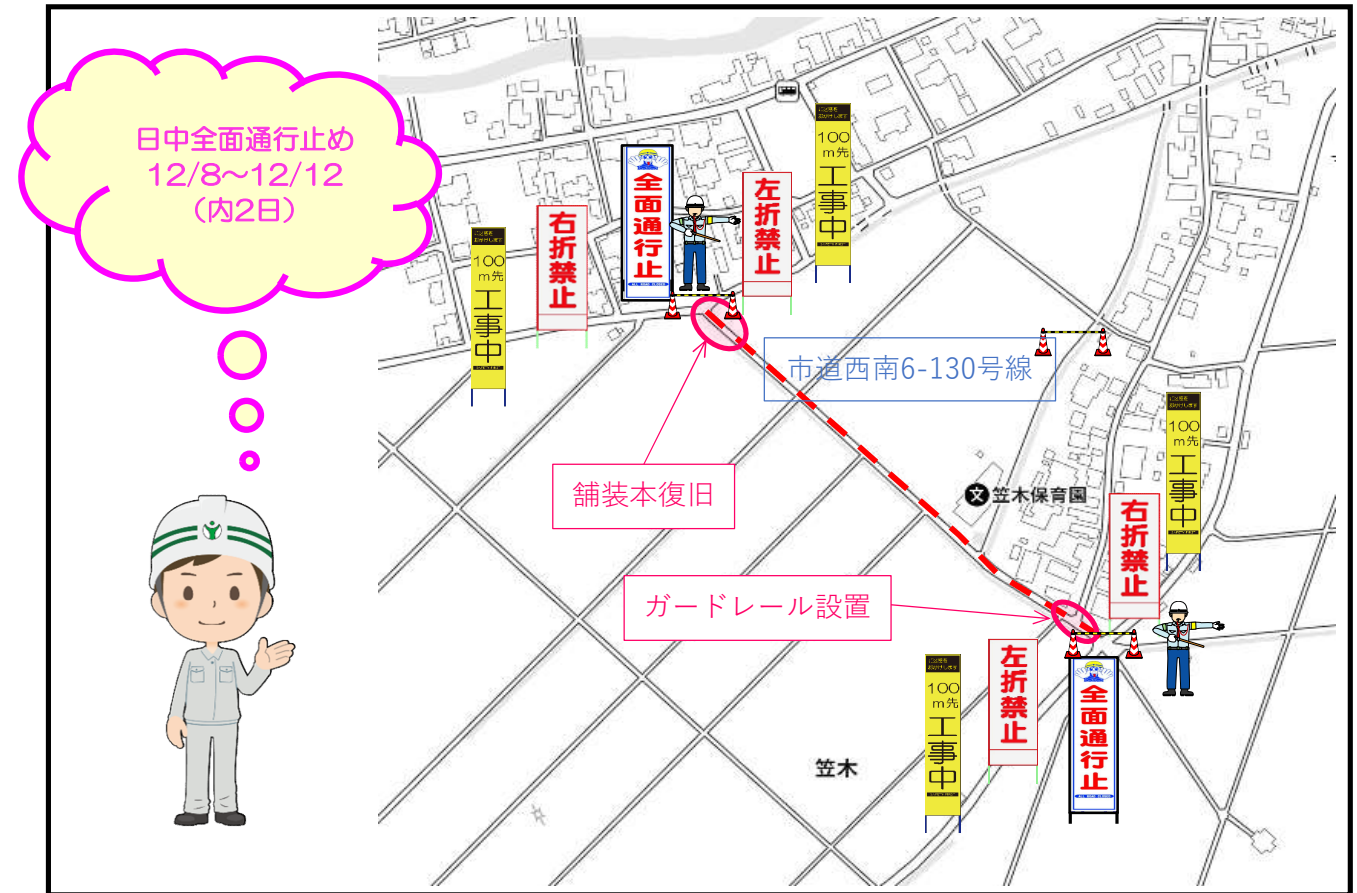 日中全面通行止め
12/8～12/12
（内2日）
100
m先
工事中
右折禁止
全面通行止
左折禁止
100
m先
工事中
市道西南6-130号線
舗装本復旧
笠木保育園
100
m先
工事中
右折禁止
ガードレール設置
100
m先
工事中
左折禁止
全面通行止
笠木